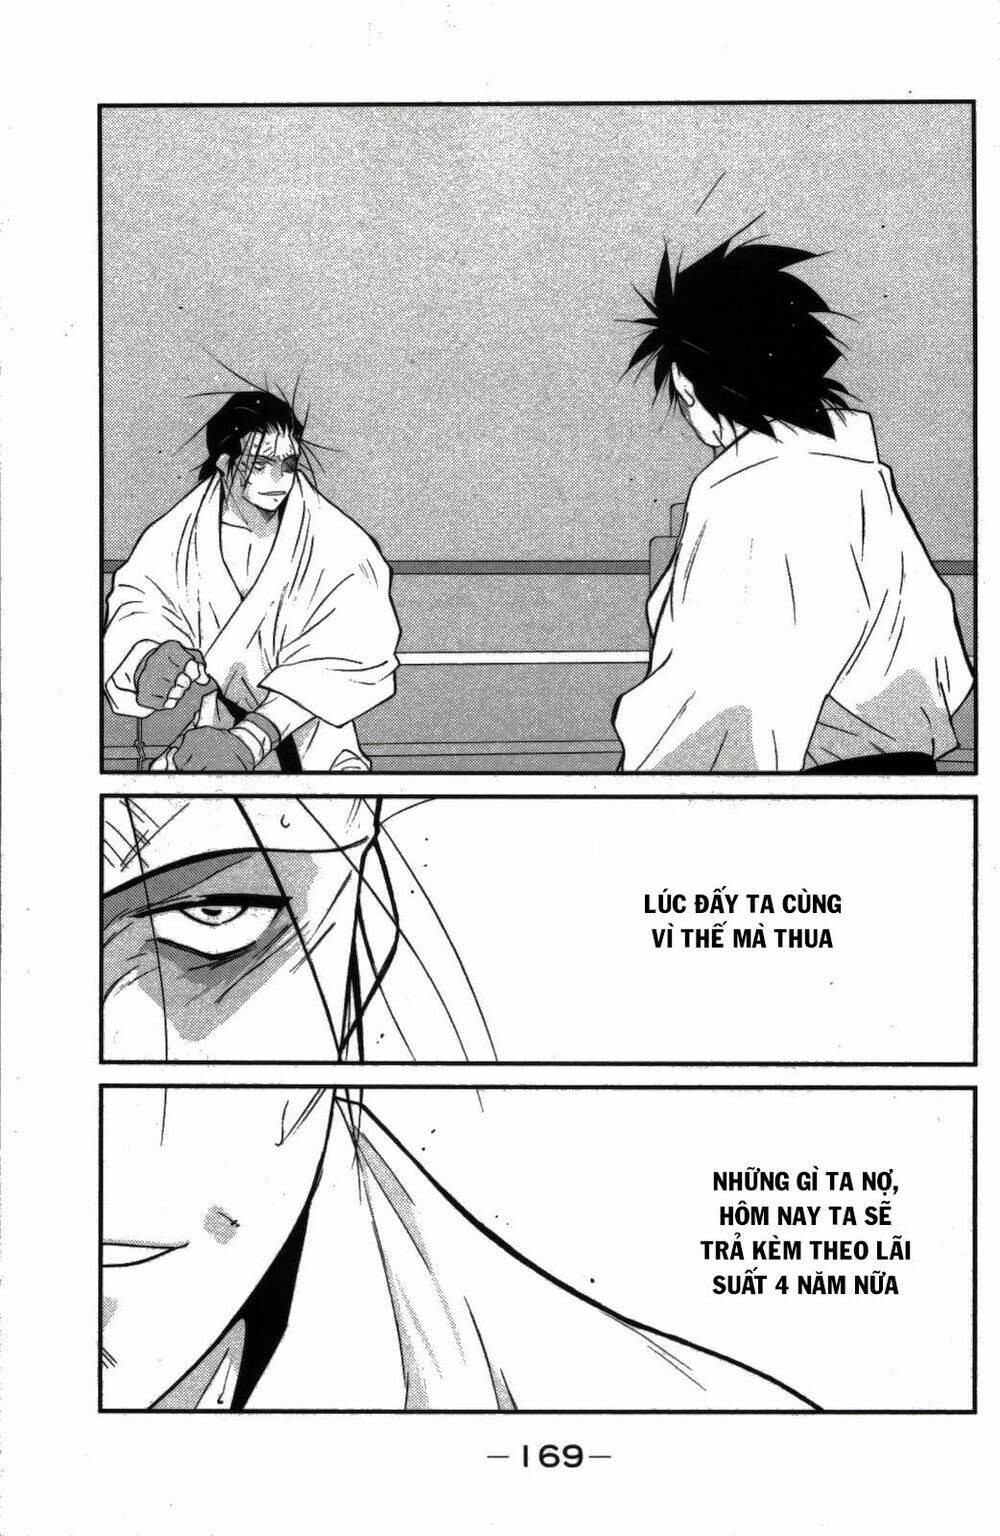 LÚC ĐẤY TA CÙNG
VÌ THẾ MÀ THUA
NHỮNG GÌ TA NỢ,
HÔM NAY TA SẼ
TRẢ KÈM THEO LÃI
SUẤT 4 NĂM NỮA
-169-